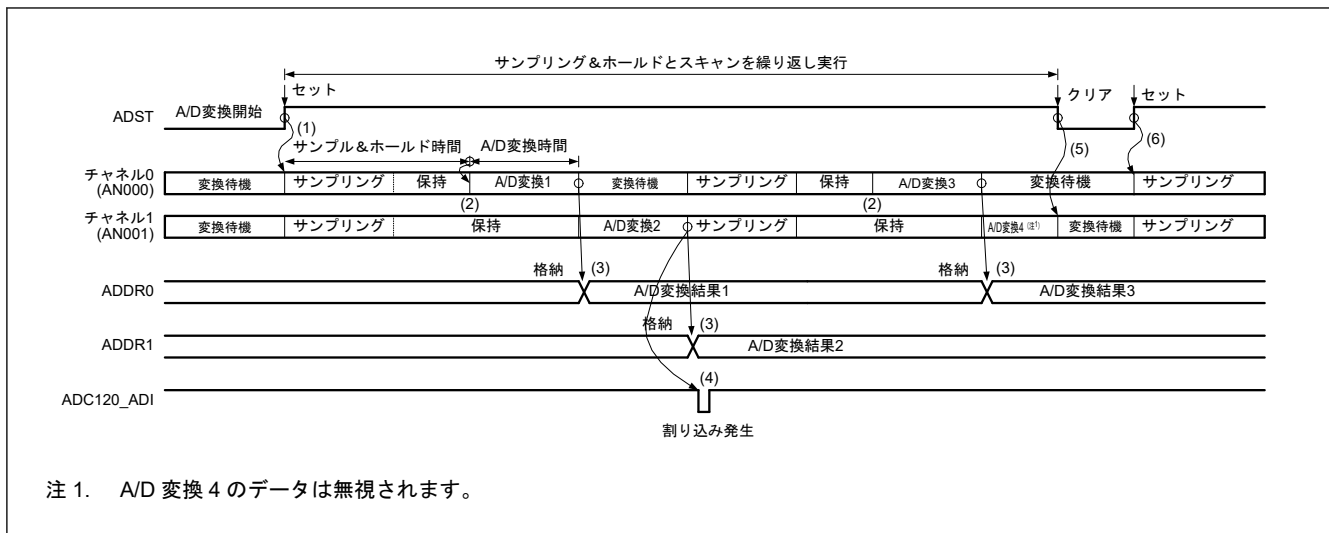 サンプリング＆ホールドとスキャンを繰り返し実行
セット
クリア
セット
ADST
A/D変換開始
(1)
(5)
(6)
サンプル＆ホールド時間
A/D変換時間
チャネル0
(AN000)
変換待機 サンプリング 保持 A/D変換1 変換待機 サンプリング 保持 A/D変換3 変換待機 サンプリング
(2)
(2)
チャネル1
(AN001)
変換待機 サンプリング 保持 A/D変換2 サンプリング 保持 A/D変換4 (注1) 変換待機 サンプリング
格納 (3)
格納 (3)
ADDR0
A/D変換結果1
A/D変換結果3
格納 (3)
ADDR1
A/D変換結果2
(4)
ADC120_ADI
割り込み発生
注 1. A/D 変換 4 のデータは無視されます。